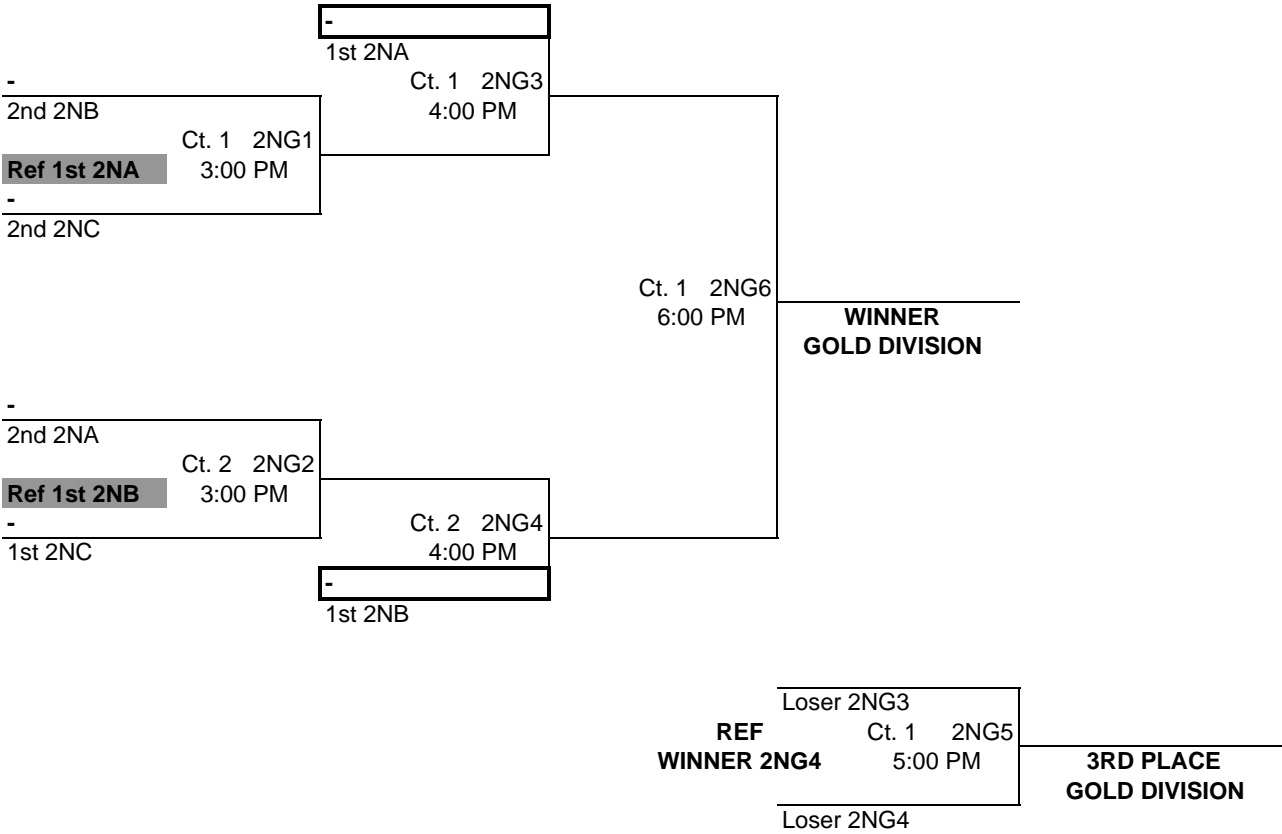 -
1st 2NA
Ct. 1 2NG3
4:00 PM
-
2nd 2NB
Ct. 1 2NG1
Ref 1st 2NA 3:00 PM
-
2nd 2NC
Ct. 1 2NG6
6:00 PM
WINNER
GOLD DIVISION
-
2nd 2NA
Ct. 2 2NG2
Ref 1st 2NB 3:00 PM
-
1st 2NC
Ct. 2 2NG4
4:00 PM
-
1st 2NB
Loser 2NG3
REF
WINNER 2NG4
Ct. 1 2NG5
5:00 PM
3RD PLACE
GOLD DIVISION
Loser 2NG4